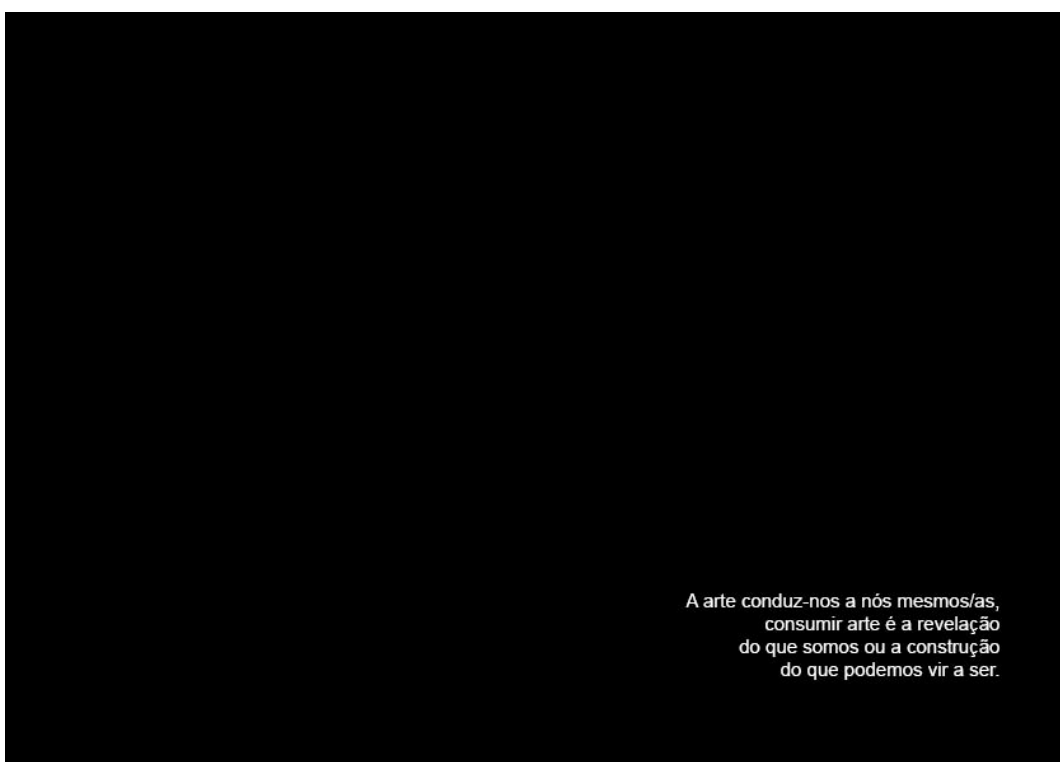 A arte conduz-nos a nós mesmos/as,
consumir arte é a revelação
do que somos ou a construção
do que podemos vir a ser.